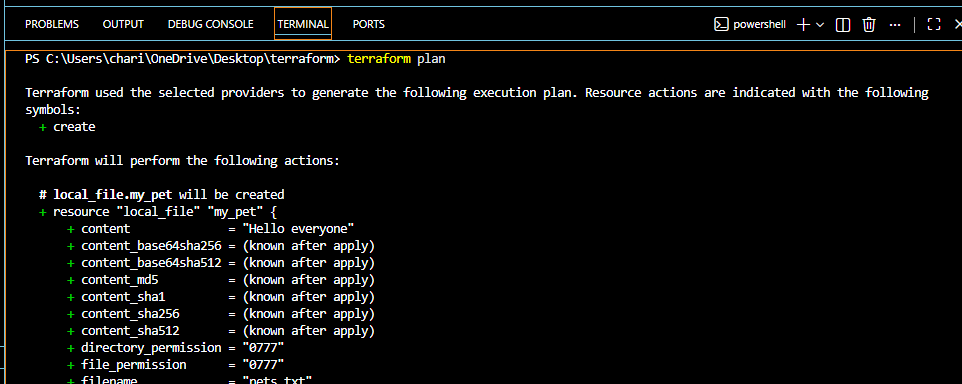 PROBLEMS OUTPUT DEBUG CONSOLE TERMINAL PORTS powershell
PS C:\Users\chari\OneDrive\Desktop\terraform> terraform plan
Terraform used the selected providers to generate the following execution plan. Resource actions are indicated with the following
symbols:
+ create
Terraform will perform the following actions:
# local_file.my_pet will be created
+ resource "local_file" "my_pet" {
+ content = "Hello everyone"
+ content_base64sha256 = (known after apply)
+ content_base64sha512 = (known after apply)
+ content_md5 = (known after apply)
+ content_sha1 = (known after apply)
+ content_sha256 = (known after apply)
+ content_sha512 = (known after apply)
+ directory_permission = "0777"
+ file_permission = "0777"
+ filename = "pets.txt"